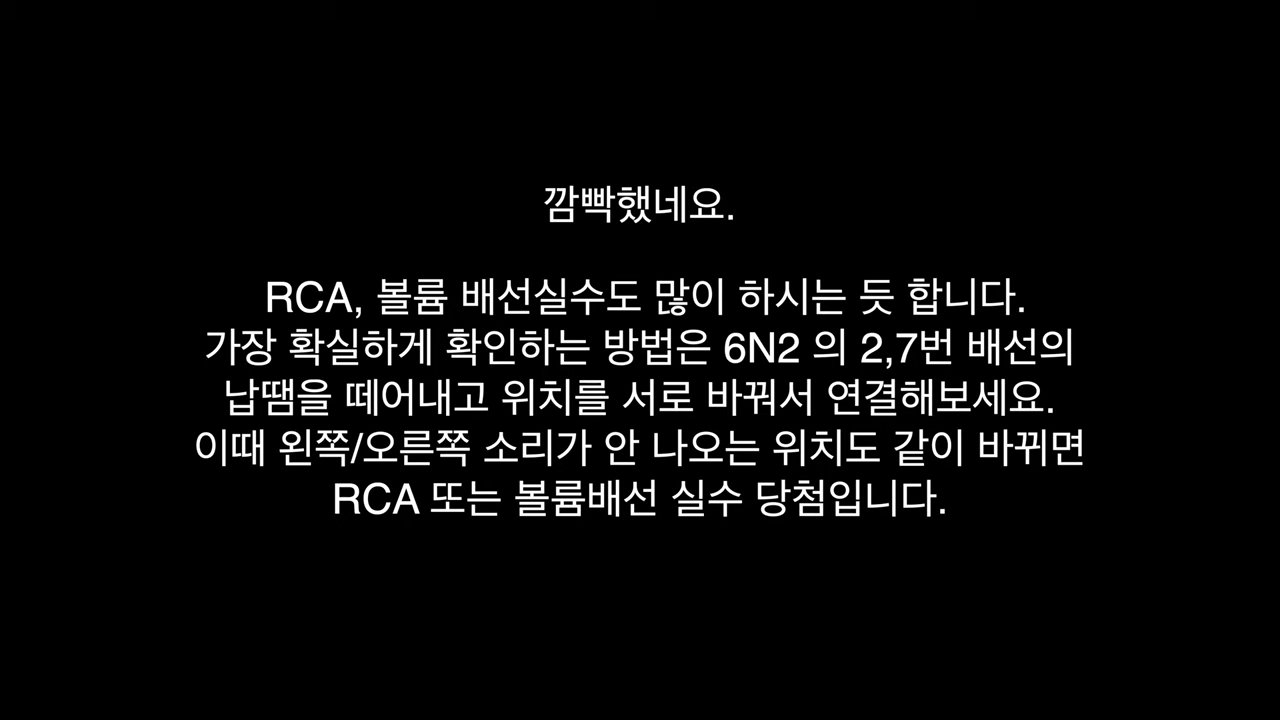 깜빡했네요.
RCA, 볼륨 배선실수도 많이 하시는 듯 합니다.
가장 확실하게 확인하는 방법은 6N2 의 2,7번 배선의
납땜을 떼어내고 위치를 서로 바꿔서 연결해보세요.
이때 왼쪽/오른쪽 소리가 안 나오는 위치도 같이 바뀌면
RCA 또는 볼륨배선 실수 당첨입니다.